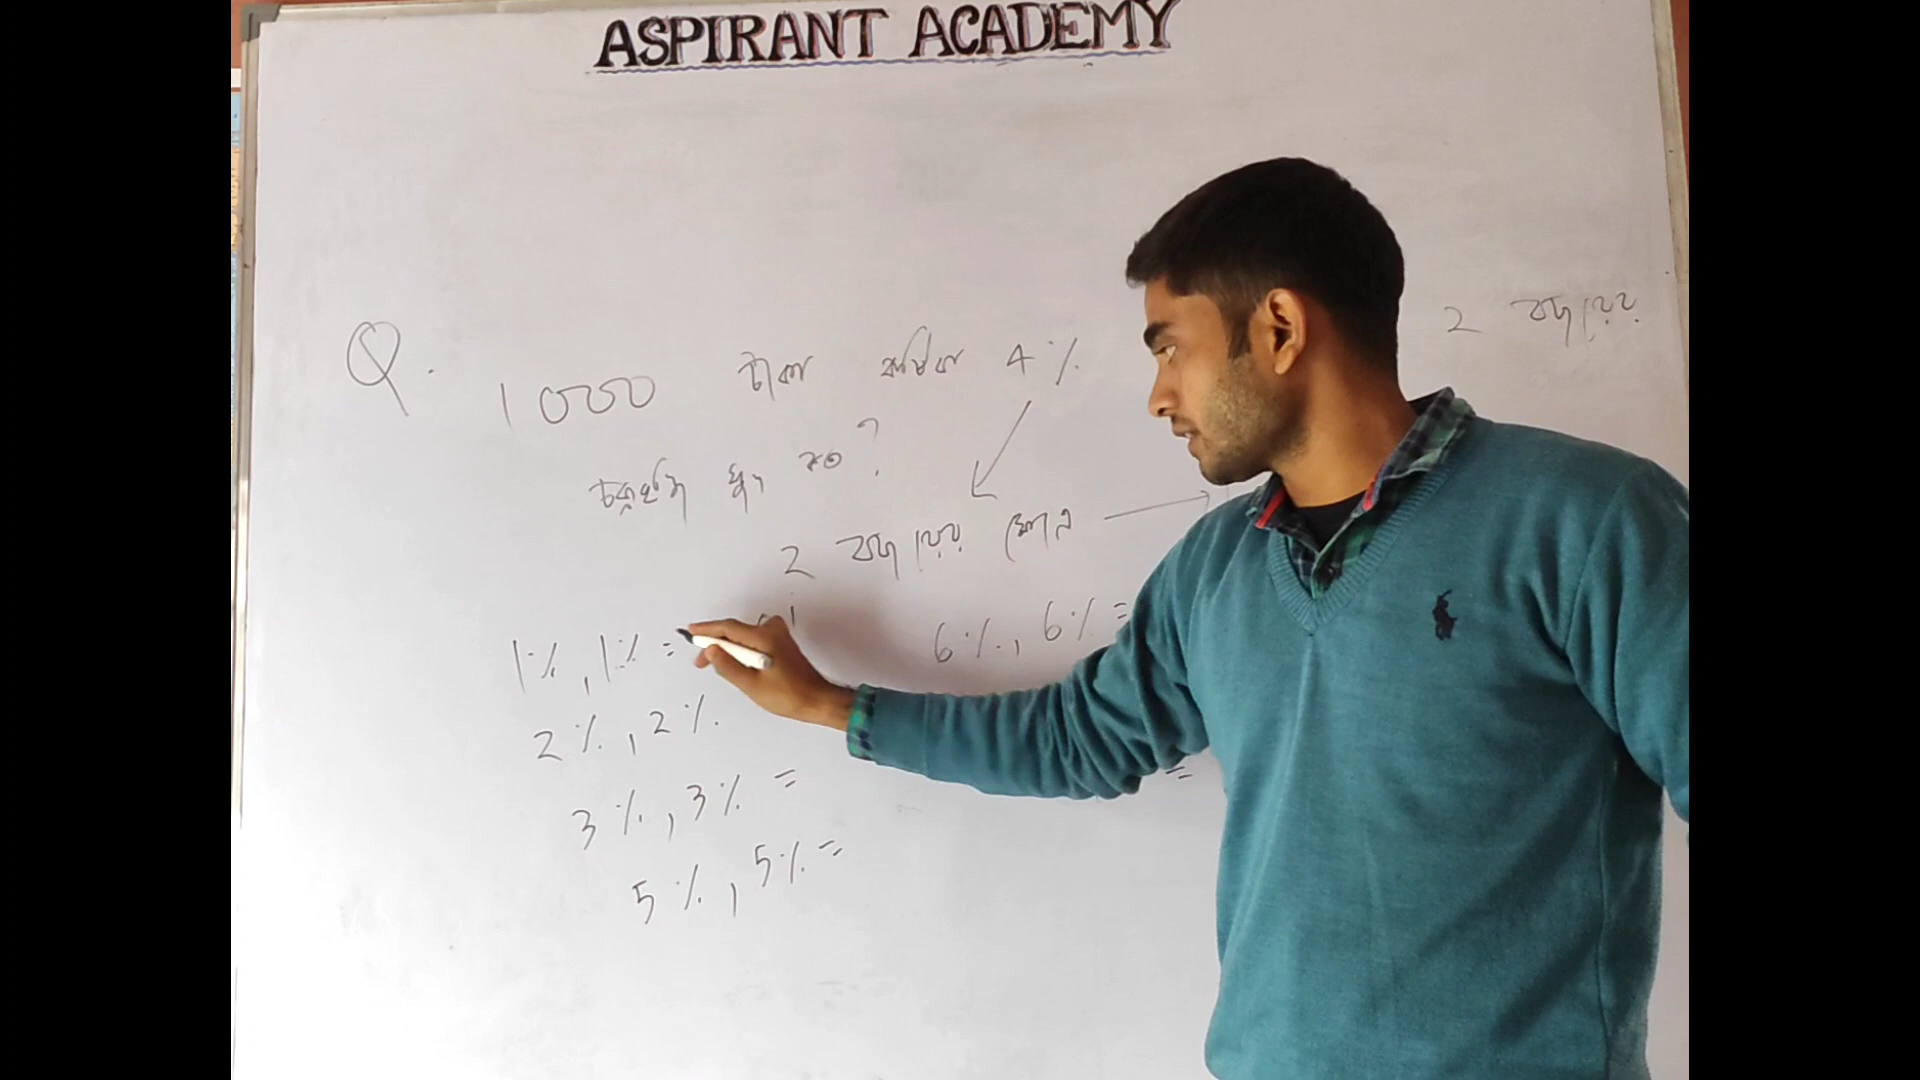 ASPIRANT ACADEMY
Q. 1000 টাকা বার্ষিক 4% 2 বছরের
চক্রবৃদ্ধি সুদ কত?
2 বছরের
1%, 1% =
2%, 2%
3%, 3% =
5%, 5% =
6%, 6% =
=